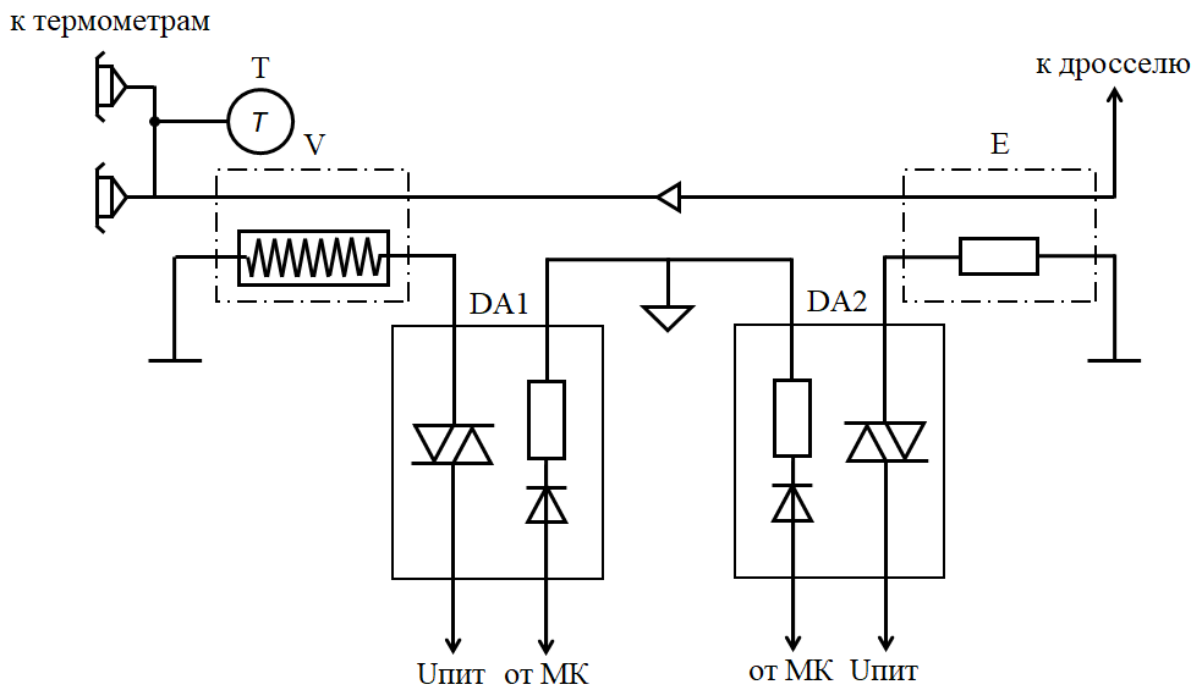 к термометрам
T
T
V
к дросселю
E
DA1
DA2
Uпит
от МК
от МК
Uпит